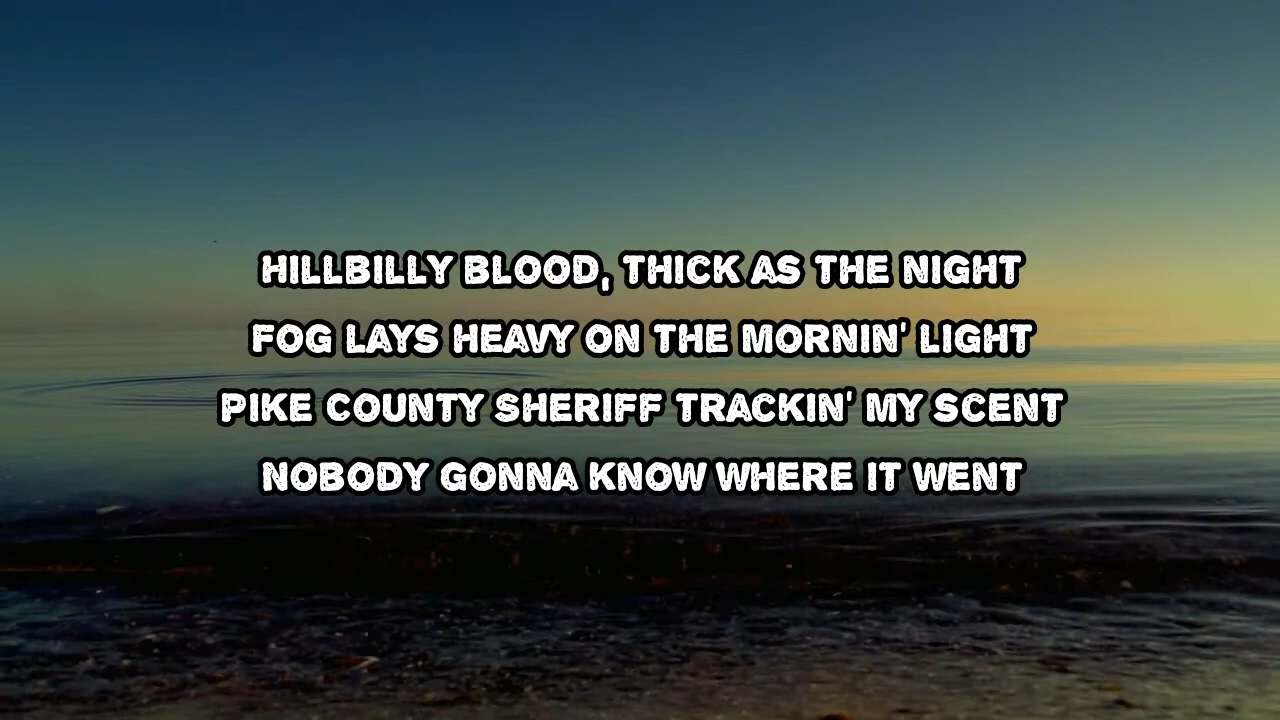 HILLBILLY BLOOD, THICK AS THE NIGHT
FOG LAYS HEAVY ON THE MORNIN' LIGHT
PIKE COUNTY SHERIFF TRACKIN' MY SCENT
NOBODY GONNA KNOW WHERE IT WENT